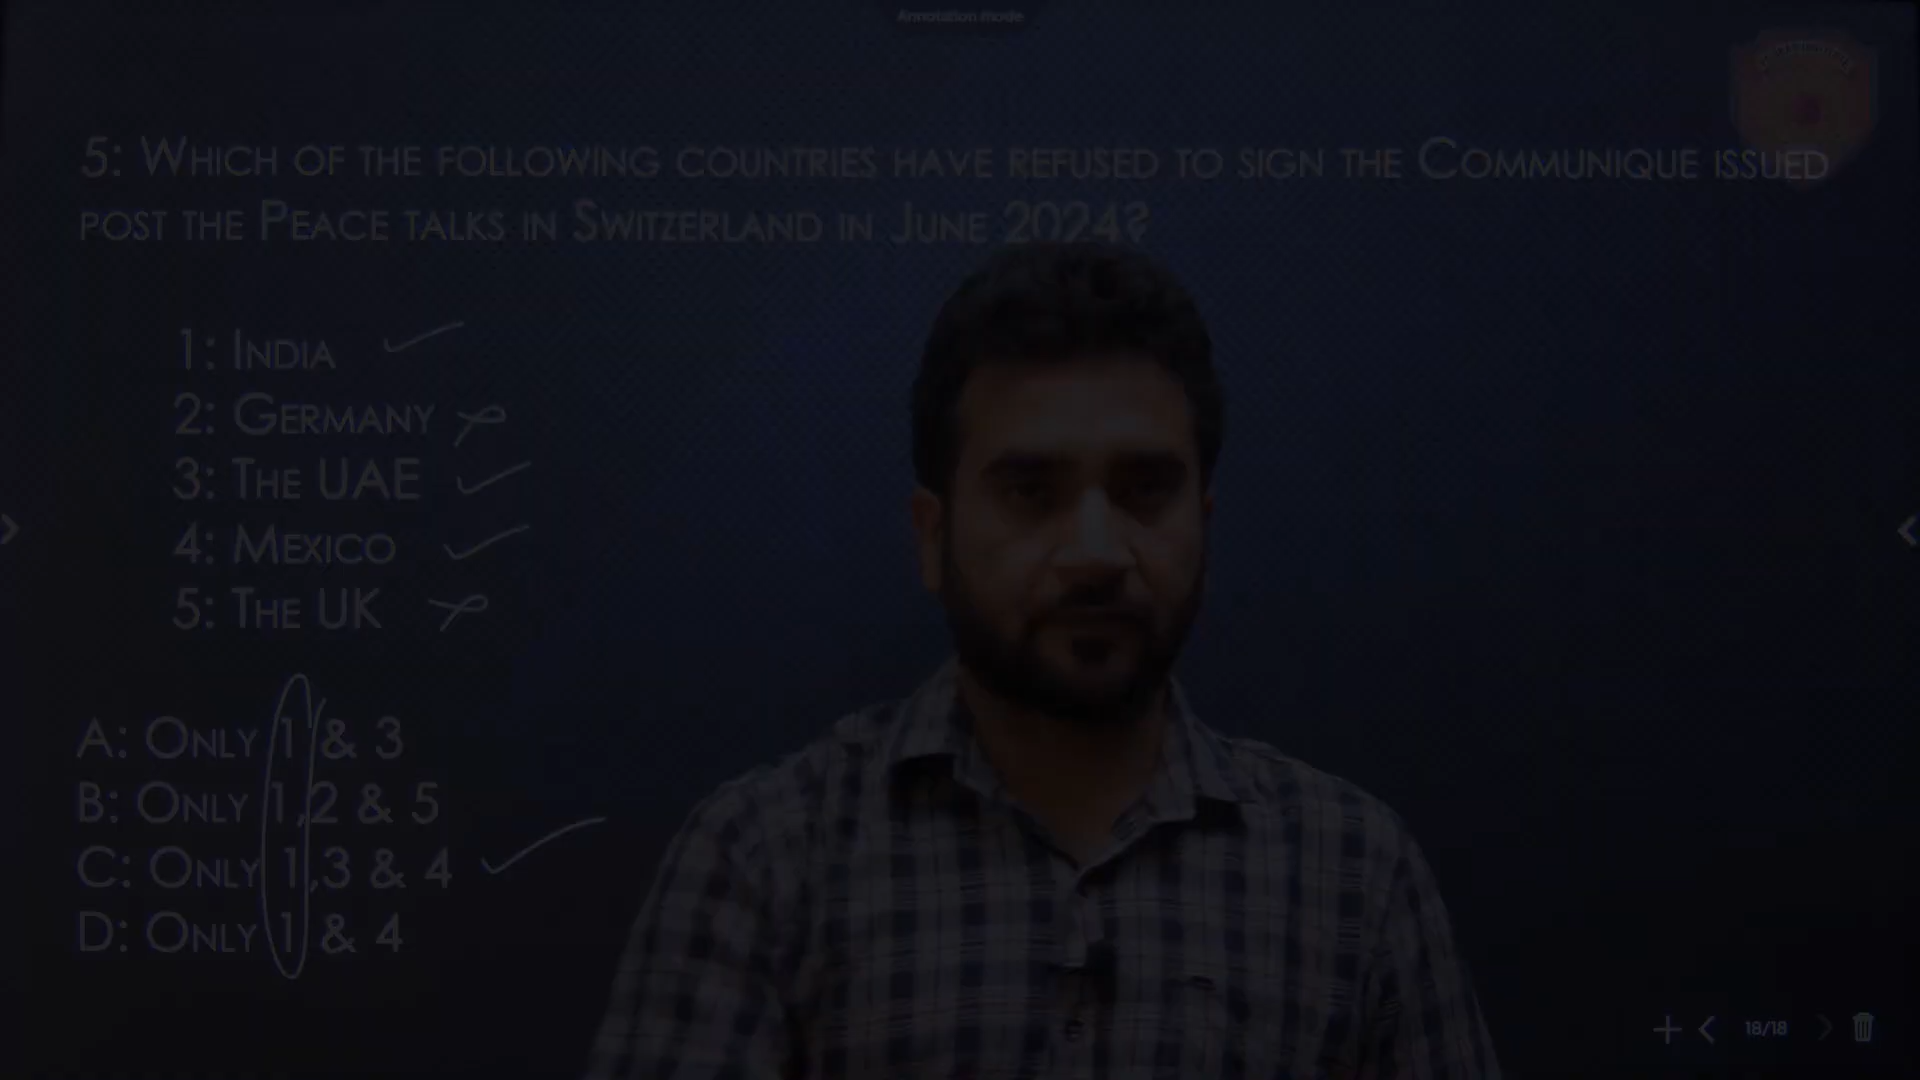 Annotation mode
5: Which of the following countries have refused to sign the Communique issued
post the Peace talks in Switzerland in June 2024?
1: India
2: Germany
3: The UAE
4: Mexico
5: The UK
A: Only 1 & 3
B: Only 1,2 & 5
C: Only 1,3 & 4
D: Only 1 & 4
18/18